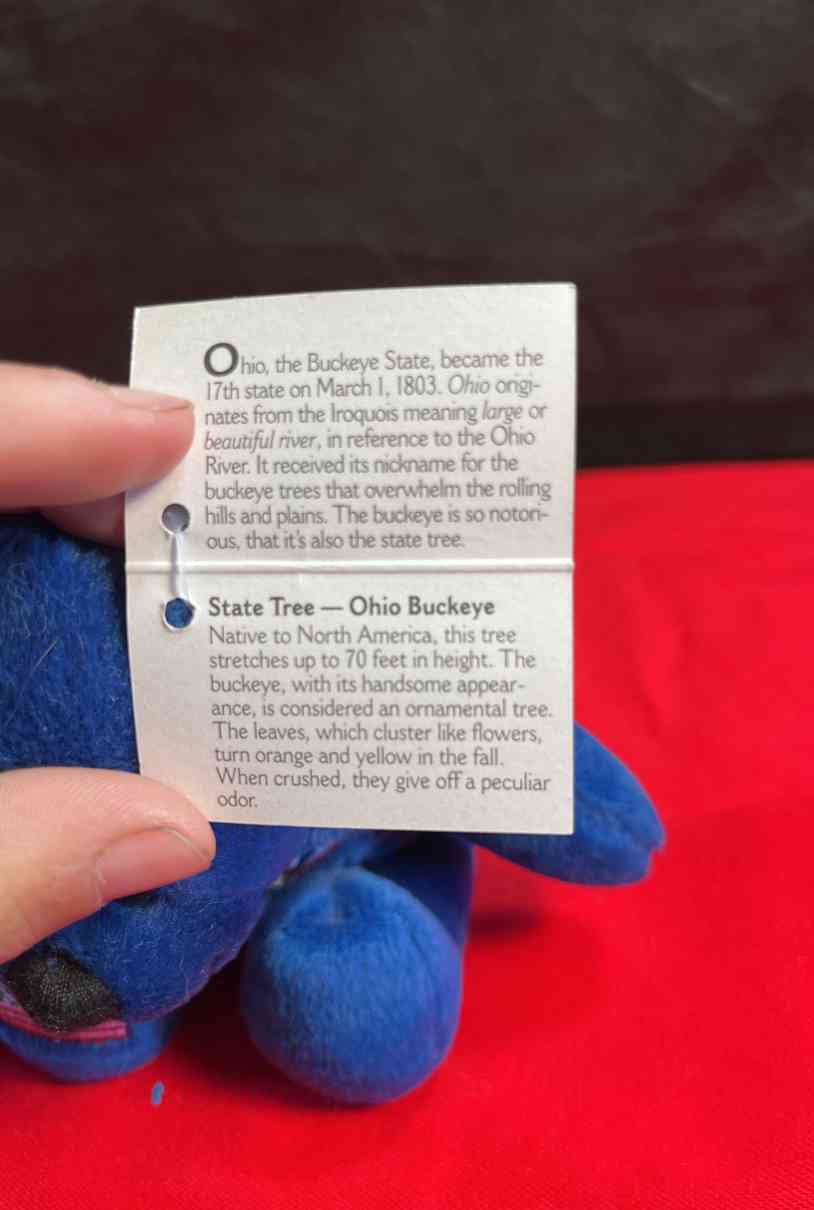 Ohio, the Buckeye State, became the
17th state on March 1, 1803. Ohio origi-
nates from the Iroquois meaning large or
beautiful river, in reference to the Ohio
River. It received its nickname for the
buckeye trees that overwhelm the rolling
hills and plains. The buckeye is so notori-
ous, that it's also the state tree.
State Tree — Ohio Buckeye
Native to North America, this tree
stretches up to 70 feet in height. The
buckeye, with its handsome appear-
ance, is considered an ornamental tree.
The leaves, which cluster like flowers,
turn orange and yellow in the fall.
When crushed, they give off a peculiar
odor.